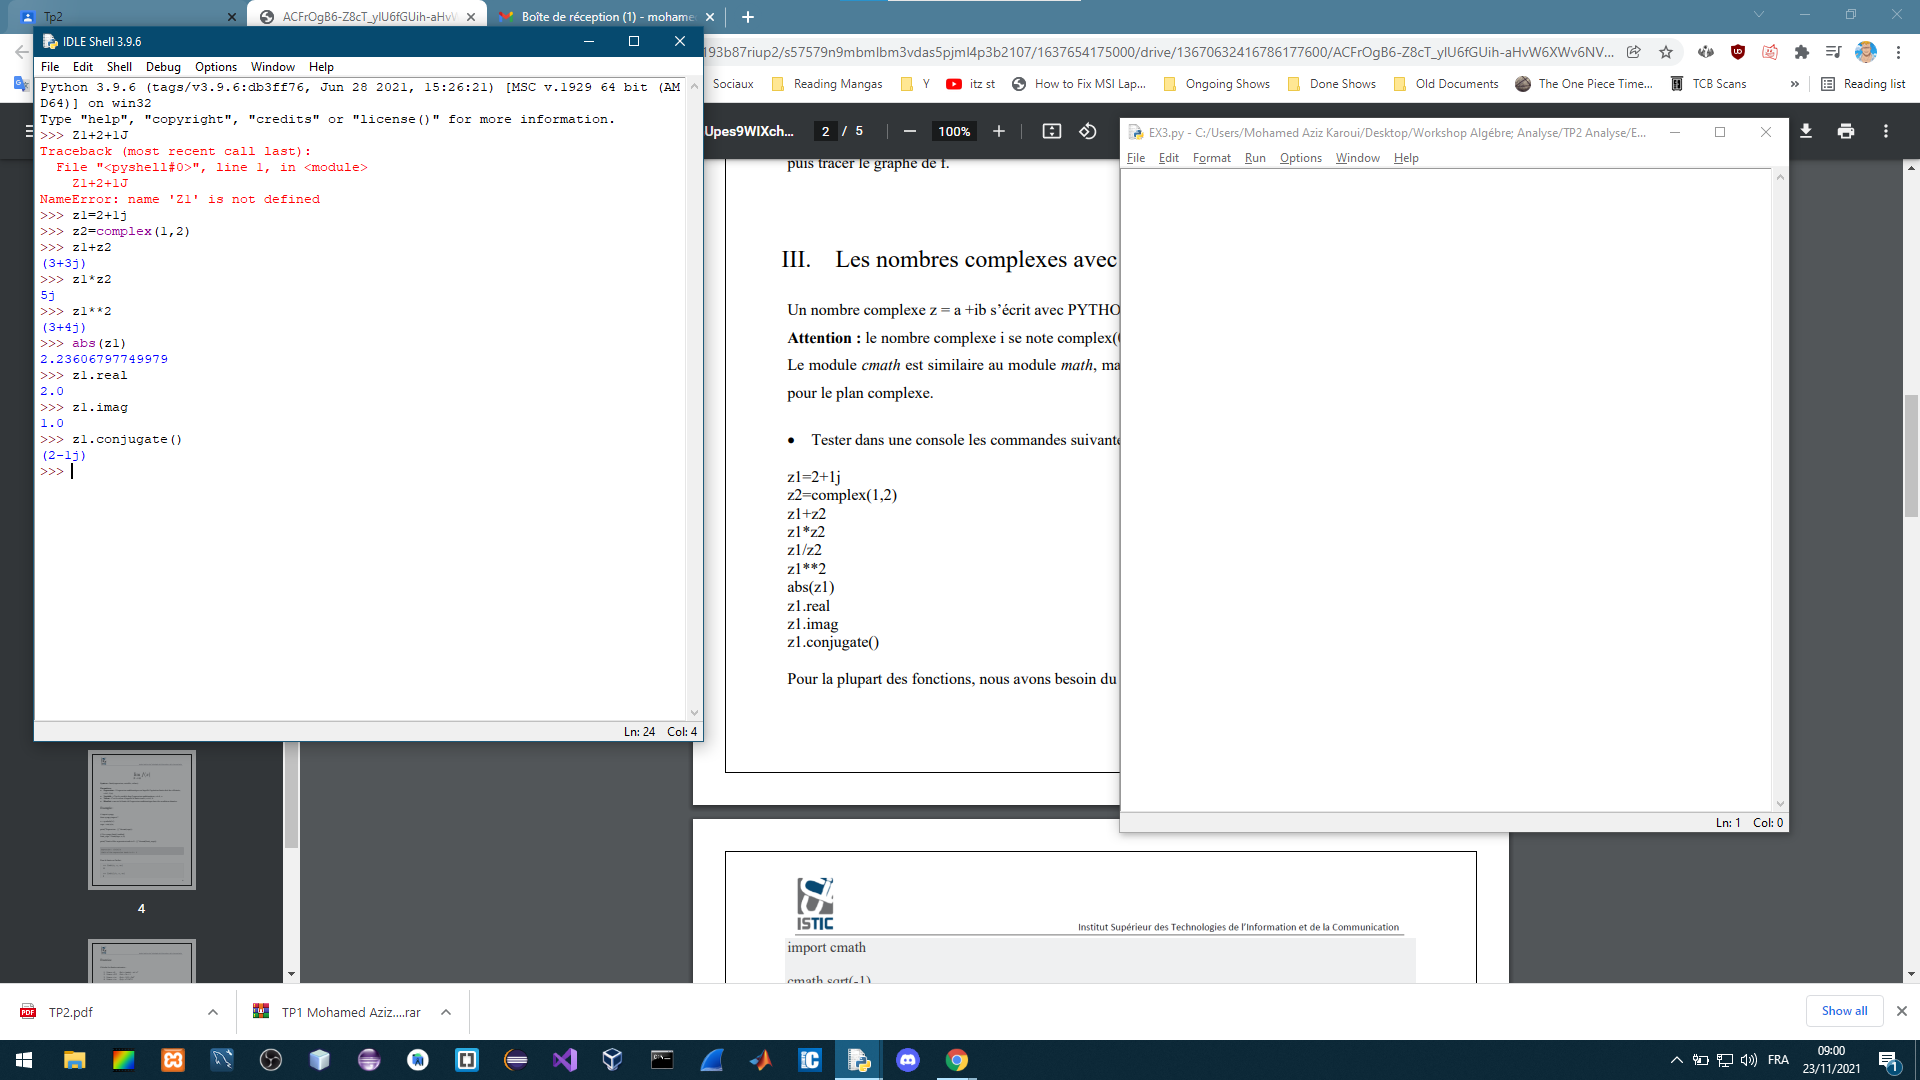 Tp2
ACFrOgB6-Z8cT_ylU6fGUih-aHvW
Boîte de réception (1) - mohame
IDLE Shell 3.9.6
File Edit Shell Debug Options Window Help
Python 3.9.6 (tags/v3.9.6:db3ff76, Jun 28 2021, 15:26:21) [MSC v.1929 64 bit (AM
D64)] on win32
Type "help", "copyright", "credits" or "license()" for more information.
>>> Z1+2+1J
Traceback (most recent call last):
File "<pyshell#0>", line 1, in <module>
Z1+2+1J
NameError: name 'Z1' is not defined
>>> z1=2+1j
>>> z2=complex(1,2)
>>> z1+z2
(3+3j)
>>> z1*z2
5j
>>> z1**2
(3+4j)
>>> abs(z1)
2.23606797749979
>>> z1.real
2.0
>>> z1.imag
1.0
>>> z1.conjugate()
(2-1j)
>>>
Ln: 24 Col: 4
193b87riup2/s57579n9mbmlbm3vdas5pjml4p3b2107/1637654175000/drive/13670632416786177600/ACFrOgB6-Z8cT_ylU6fGUih-aHvW6XWv6NV...
Sociaux Reading Mangas Y itz st How to Fix MSI Lap... Ongoing Shows Done Shows Old Documents The One Piece Time... TCB Scans » Reading list
Upes9WIXch... 2 / 5 — 100% +
puis tracer le graphe de f.
III. Les nombres complexes avec
Un nombre complexe z = a +ib s'écrit avec PYTHO
Attention : le nombre complexe i se note complex(
Le module cmath est similaire au module math, ma
pour le plan complexe.
• Tester dans une console les commandes suivant
z1=2+1j
z2=complex(1,2)
z1+z2
z1*z2
z1/z2
z1**2
abs(z1)
z1.real
z1.imag
z1.conjugate()
Pour la plupart des fonctions, nous avons besoin du
EX3.py - C:/Users/Mohamed Aziz Karoui/Desktop/Workshop Algébre; Analyse/TP2 Analyse/E...
File Edit Format Run Options Window Help
Ln: 1 Col: 0
4
ISTIC
Institut Supérieur des Technologies de l'Information et de la Communication
import cmath
cmath sqrt(-1)
TP2.pdf
TP1 Mohamed Aziz....rar
Show all
FRA
09:00
23/11/2021
1